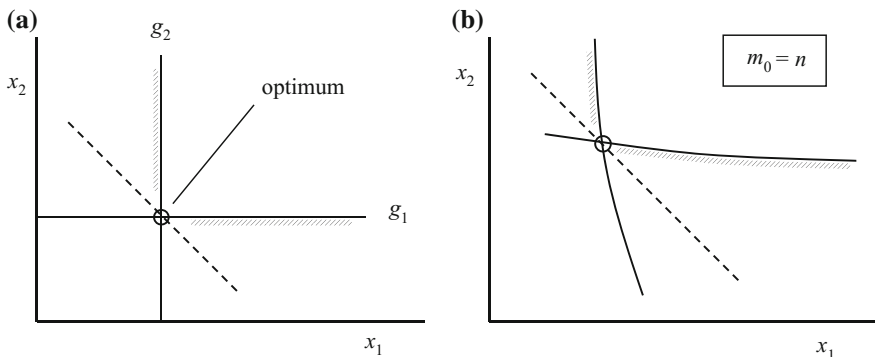 (a)
g2
x2
optimum
g1
x1
(b)
m0 = n
x2
x1